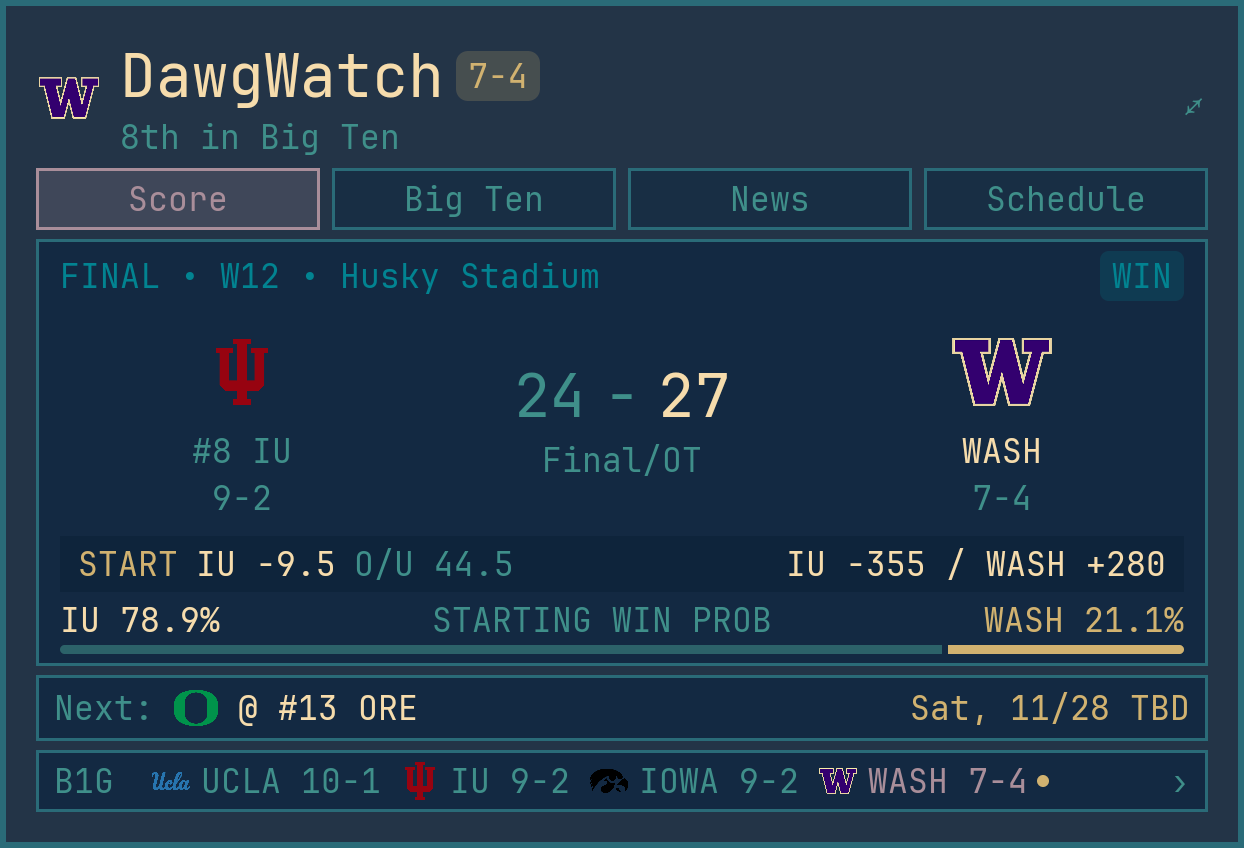 W DawgWatch 7-4
8th in Big Ten
Score Big Ten News Schedule
FINAL • W12 • Husky Stadium WIN
24 - 27
Final/OT
#8 IU WASH
9-2 7-4
START IU -9.5 O/U 44.5 IU -355 / WASH +280
IU 78.9% STARTING WIN PROB WASH 21.1%
Next: @ #13 ORE Sat, 11/28 TBD
B1G Ucla UCLA 10-1 IU 9-2 IOWA 9-2 W WASH 7-4 • ›